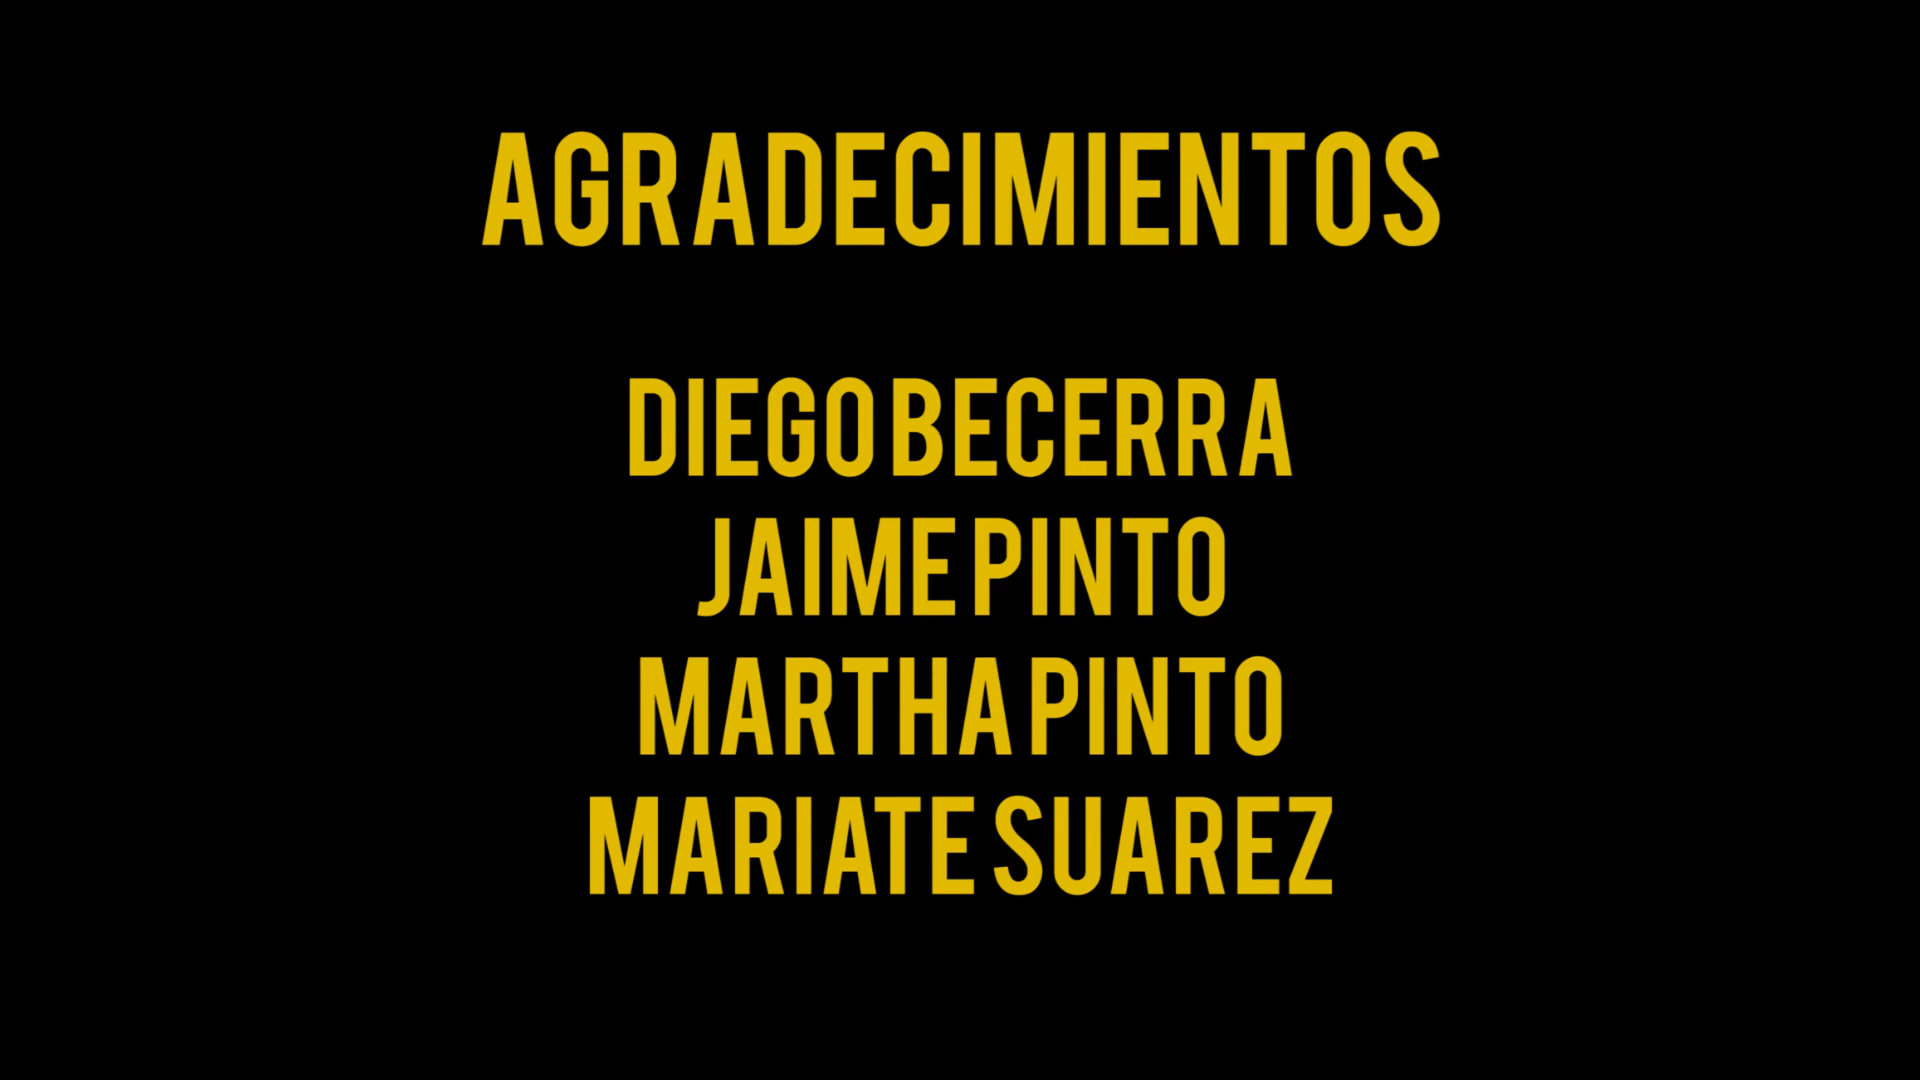 AGRADECIMIENTOS
DIEGO BECERRA
JAIME PINTO
MARTHA PINTO
MARIATE SUAREZ